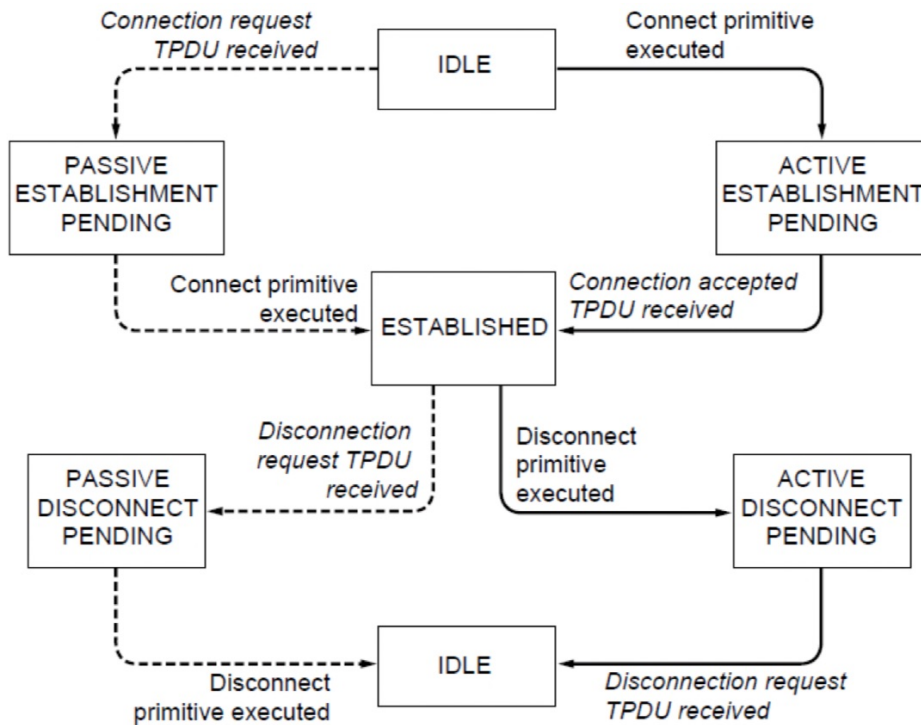 Connection request
TPDU received
IDLE
Connect primitive
executed
PASSIVE
ESTABLISHMENT
PENDING
ACTIVE
ESTABLISHMENT
PENDING
Connect primitive
executed
ESTABLISHED
Connection accepted
TPDU received
Disconnection
request TPDU
received
Disconnect
primitive
executed
PASSIVE
DISCONNECT
PENDING
ACTIVE
DISCONNECT
PENDING
IDLE
Disconnect
primitive executed
Disconnection request
TPDU received